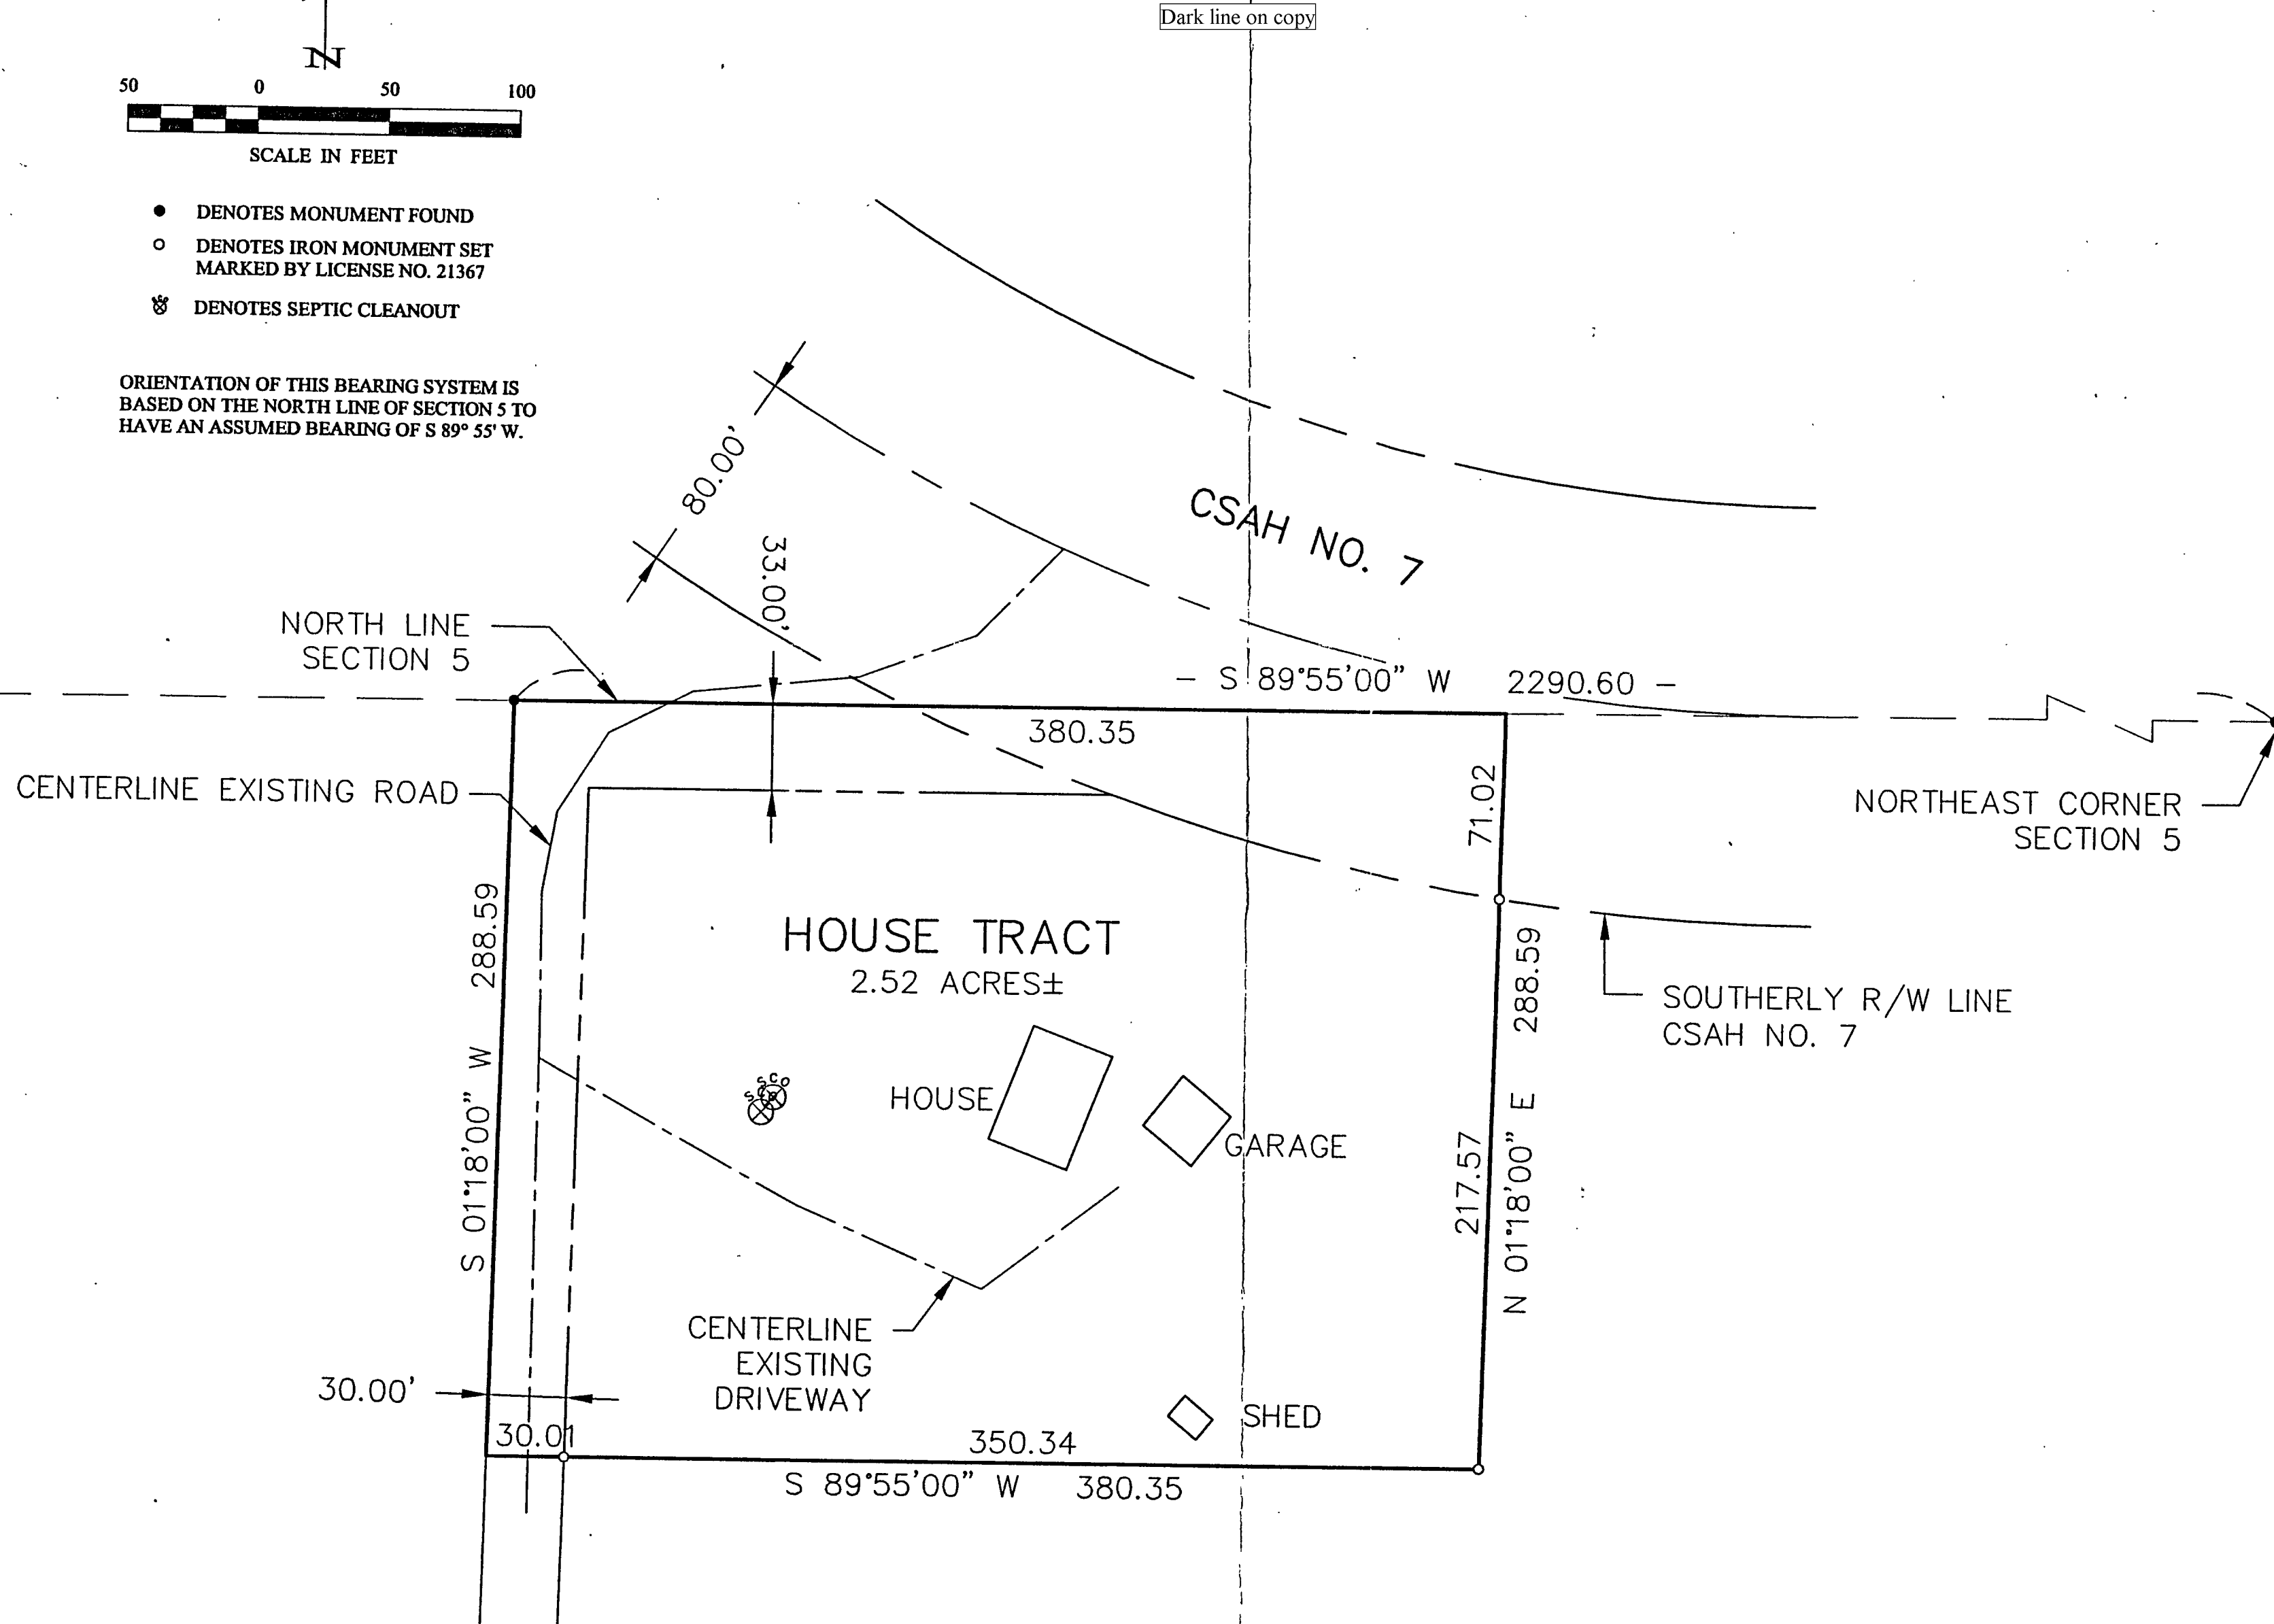 Dark line on copy
N
50 0 50 100
SCALE IN FEET
DENOTES MONUMENT FOUND
DENOTES IRON MONUMENT SET
MARKED BY LICENSE NO. 21367
SCO
DENOTES SEPTIC CLEANOUT
ORIENTATION OF THIS BEARING SYSTEM IS
BASED ON THE NORTH LINE OF SECTION 5 TO
HAVE AN ASSUMED BEARING OF S 89° 55' W.
80.00'
33.00'
CSAH NO. 7
NORTH LINE
SECTION 5
– S 89°55'00" W 2290.60 –
380.35
CENTERLINE EXISTING ROAD
71.02
NORTHEAST CORNER
SECTION 5
HOUSE TRACT
2.52 ACRES±
S 01°18'00" W 288.59
N 01°18'00" E 288.59
217.57
SOUTHERLY R/W LINE
CSAH NO. 7
SCO
SCO
HOUSE
GARAGE
CENTERLINE
EXISTING
DRIVEWAY
30.00'
30.01
350.34
SHED
S 89°55'00" W 380.35